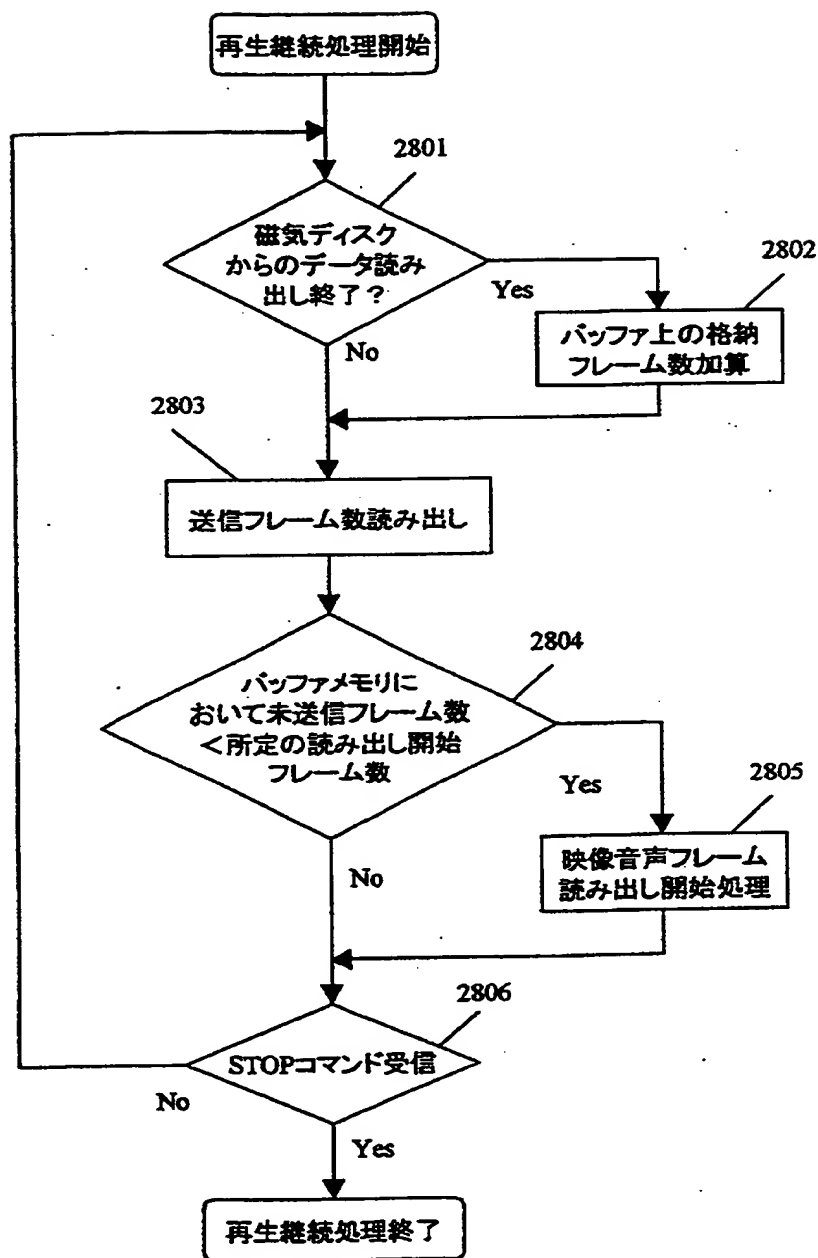 再生継続処理開始
2801
磁気ディスク
からのデータ読み
出し終了？
Yes
2802
バッファ上の格納
フレーム数加算
No
2803
送信フレーム数読み出し
2804
バッファメモリに
おいて未送信フレーム数
＜所定の読み出し開始
フレーム数
Yes
2805
映像音声フレーム
読み出し開始処理
No
2806
STOPコマンド受信
No
Yes
再生継続処理終了